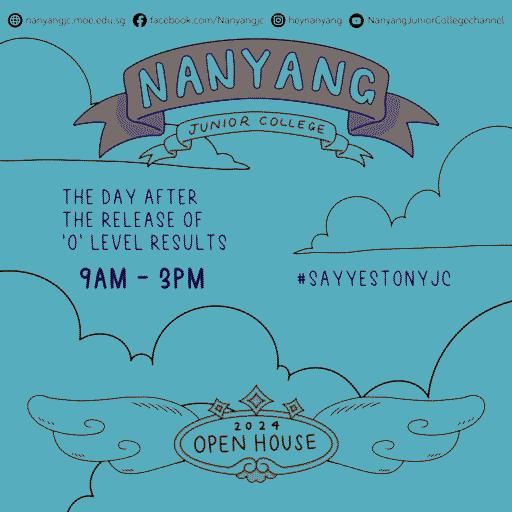 nanyangjc.moe.edu.sg facebook.com/Nanyangjc heynanyang NanyangJuniorCollegechannel
NANYANG
JUNIOR COLLEGE
THE DAY AFTER
THE RELEASE OF
'O' LEVEL RESULTS
9AM - 3PM
#SAYYESTONYJC
2024
OPEN HOUSE